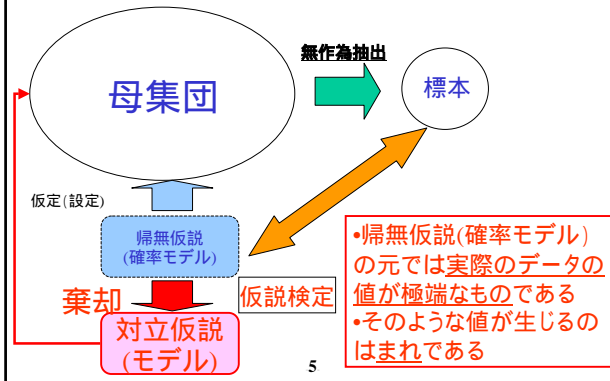 無作為抽出
母集団
標本
仮定(設定)
帰無仮説
(確率モデル)
棄却
仮説検定
対立仮説
(モデル)
•帰無仮説(確率モデル)
の元では実際のデータの
値が極端なものである
•そのような値が生じるの
はまれである
5